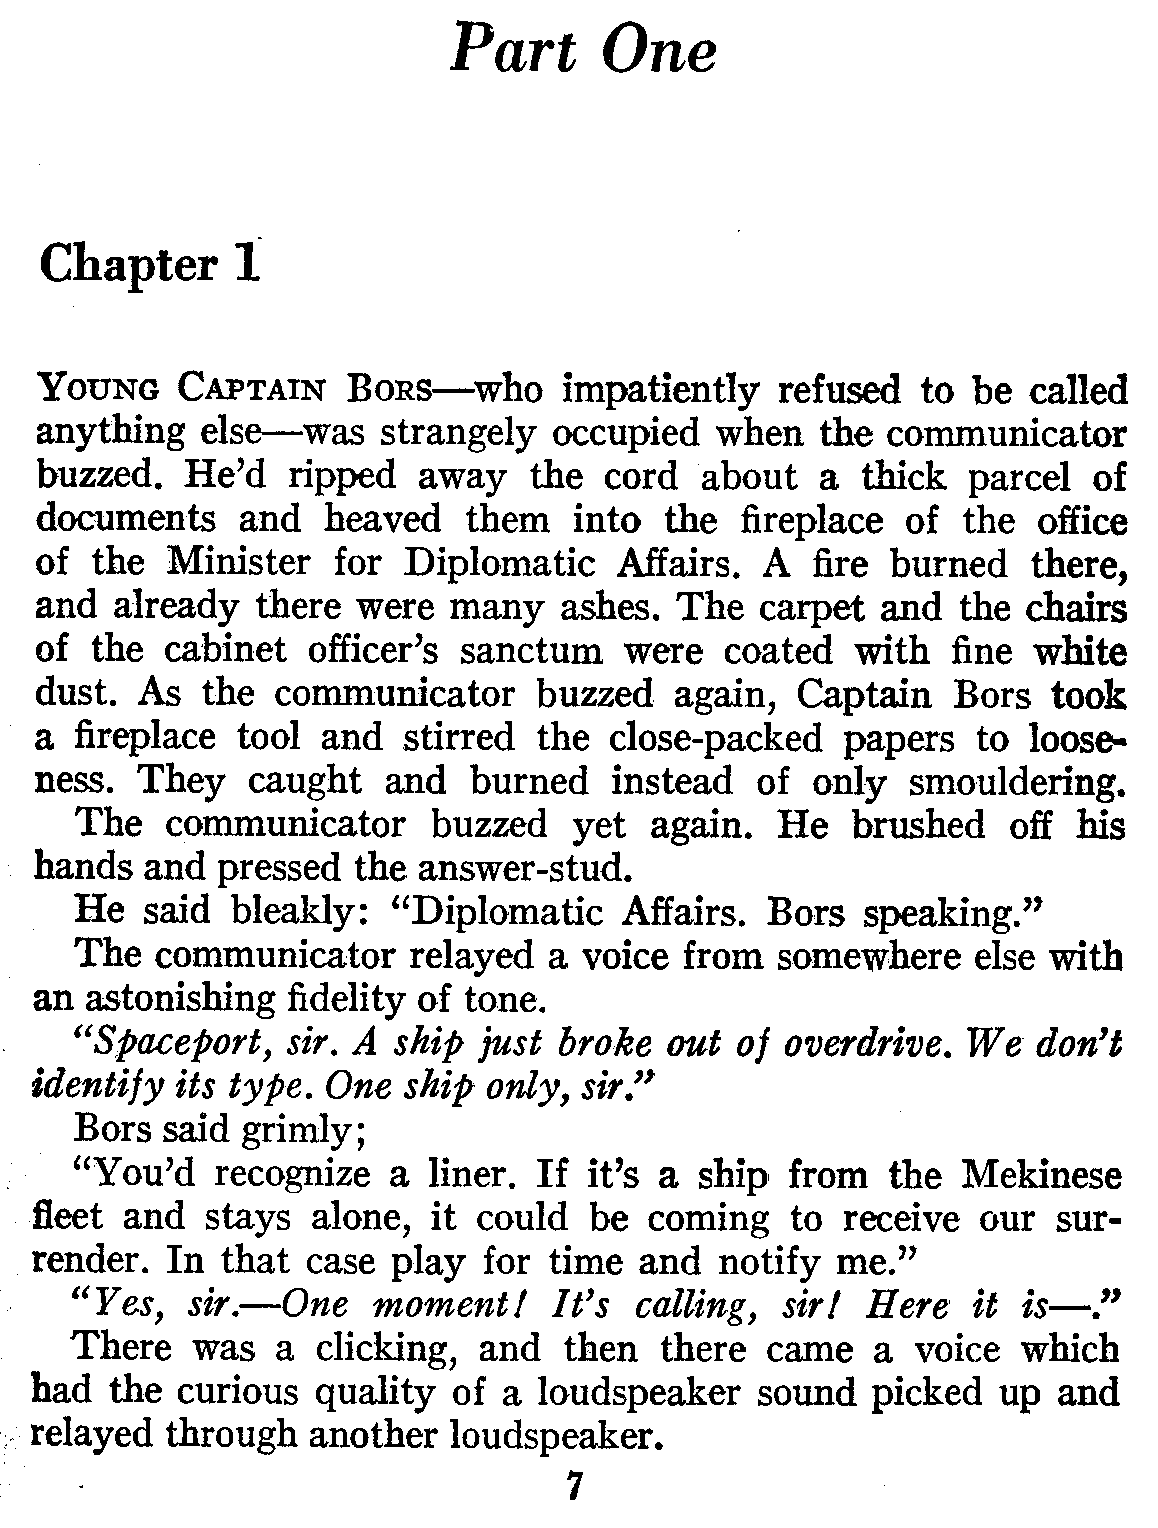 Part One
Chapter 1
YOUNG CAPTAIN BORS—who impatiently refused to be called
anything else—was strangely occupied when the communicator
buzzed. He’d ripped away the cord about a thick parcel of
documents and heaved them into the fireplace of the office
of the Minister for Diplomatic Affairs. A fire burned there,
and already there were many ashes. The carpet and the chairs
of the cabinet officer’s sanctum were coated with fine white
dust. As the communicator buzzed again, Captain Bors took
a fireplace tool and stirred the close-packed papers to loose-
ness. They caught and burned instead of only smouldering.
The communicator buzzed yet again. He brushed off his
hands and pressed the answer-stud.
He said bleakly: “Diplomatic Affairs. Bors speaking.”
The communicator relayed a voice from somewhere else with
an astonishing fidelity of tone.
“Spaceport, sir. A ship just broke out of overdrive. We don’t
identify its type. One ship only, sir.”
Bors said grimly;
“You’d recognize a liner. If it’s a ship from the Mekinese
fleet and stays alone, it could be coming to receive our sur-
render. In that case play for time and notify me.”
“Yes, sir.—One moment! It’s calling, sir! Here it is—.”
There was a clicking, and then there came a voice which
had the curious quality of a loudspeaker sound picked up and
relayed through another loudspeaker.
7